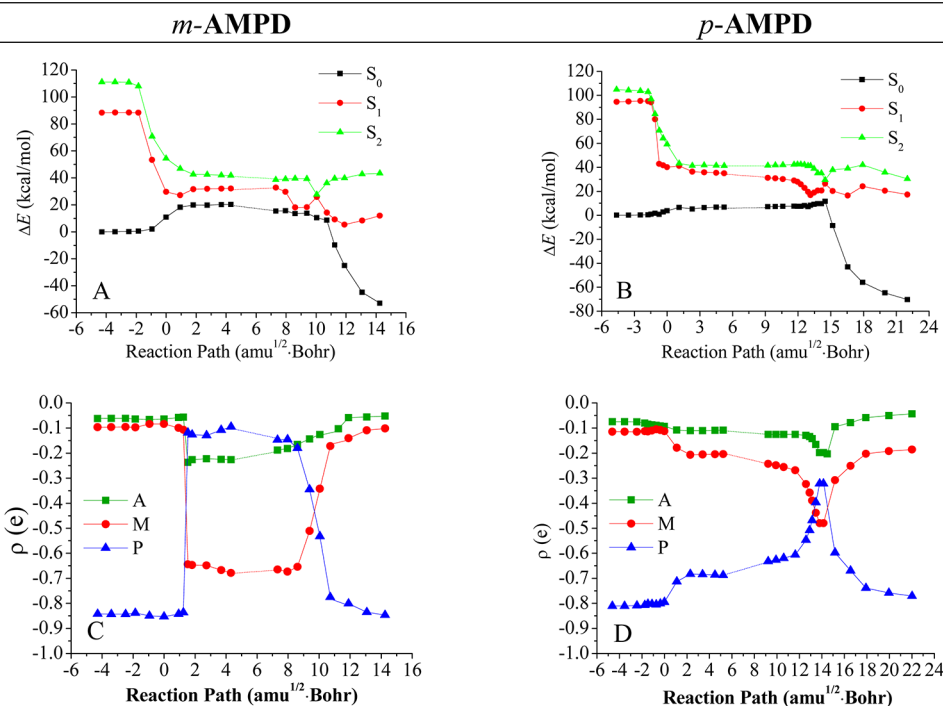 m-AMPD
p-AMPD
120
100
80
60
40
20
0
-20
-40
-60
ΔE (kcal/mol)
S0
S1
S2
A
-6 -4 -2 0 2 4 6 8 10 12 14 16
Reaction Path (amu1/2·Bohr)
120
100
80
60
40
20
0
-20
-40
-60
-80
ΔE (kcal/mol)
S0
S1
S2
B
-6 -3 0 3 6 9 12 15 18 21 24
Reaction Path (amu1/2·Bohr)
0.0
-0.1
-0.2
-0.3
-0.4
-0.5
-0.6
-0.7
-0.8
-0.9
-1.0
ρ (e)
A
M
P
C
-6 -4 -2 0 2 4 6 8 10 12 14 16
Reaction Path (amu1/2·Bohr)
0.0
-0.1
-0.2
-0.3
-0.4
-0.5
-0.6
-0.7
-0.8
-0.9
-1.0
ρ (e)
A
M
P
D
-6 -4 -2 0 2 4 6 8 10 12 14 16 18 20 22 24
Reaction Path (amu1/2·Bohr)